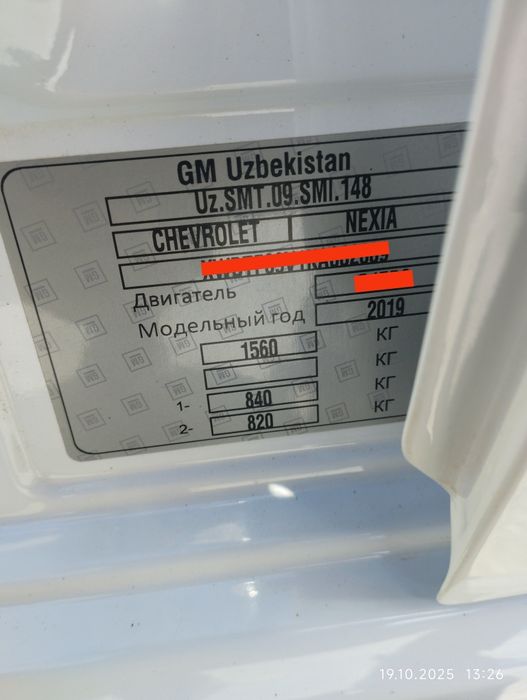 GM Uzbekistan
Uz.SMT.09.SMI.148
CHEVROLET NEXIA
Двигатель
Модельный год 2019
1560 КГ
КГ
1- 840 КГ
2- 820 КГ
19.10.2025 13:26